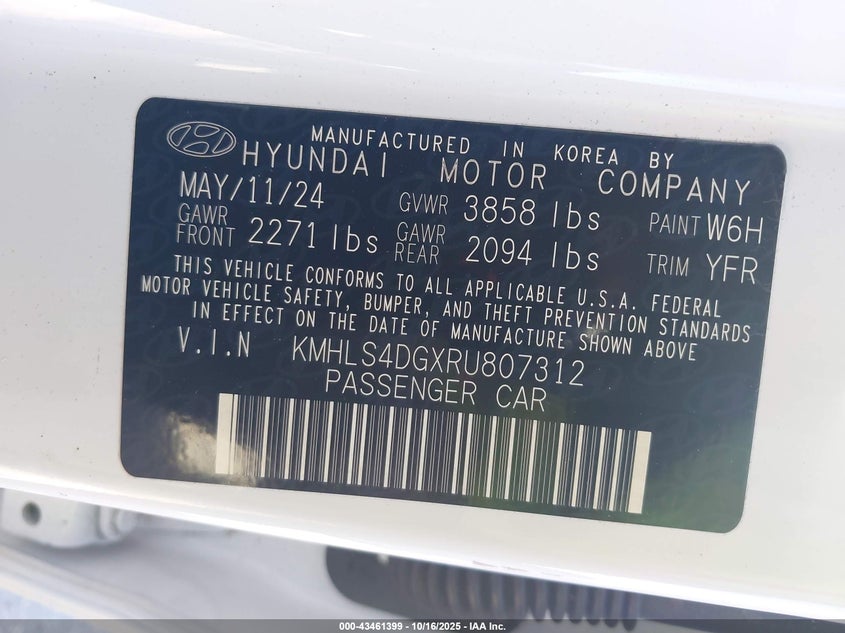 MANUFACTURED IN KOREA BY
HYUNDAI MOTOR COMPANY
MAY/11/24 GVWR 3858 lbs PAINT W6H
GAWR FRONT 2271 lbs GAWR REAR 2094 lbs TRIM YFR
THIS VEHICLE CONFORMS TO ALL APPLICABLE U.S.A. FEDERAL
MOTOR VEHICLE SAFETY, BUMPER, AND THEFT PREVENTION STANDARDS
IN EFFECT ON THE DATE OF MANUFACTURE SHOWN ABOVE
V.I.N KMHLS4DGXRU807312
PASSENGER CAR
000-43461399 - 10/16/2025 - IAA Inc.